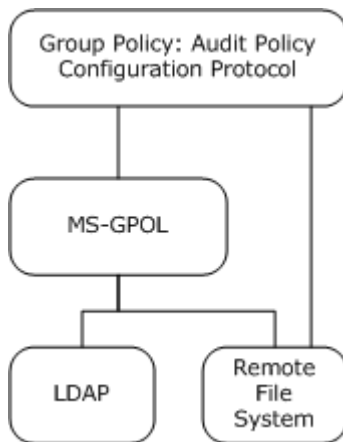 Group Policy: Audit Policy
Configuration Protocol
MS-GPOL
LDAP
Remote
File
System